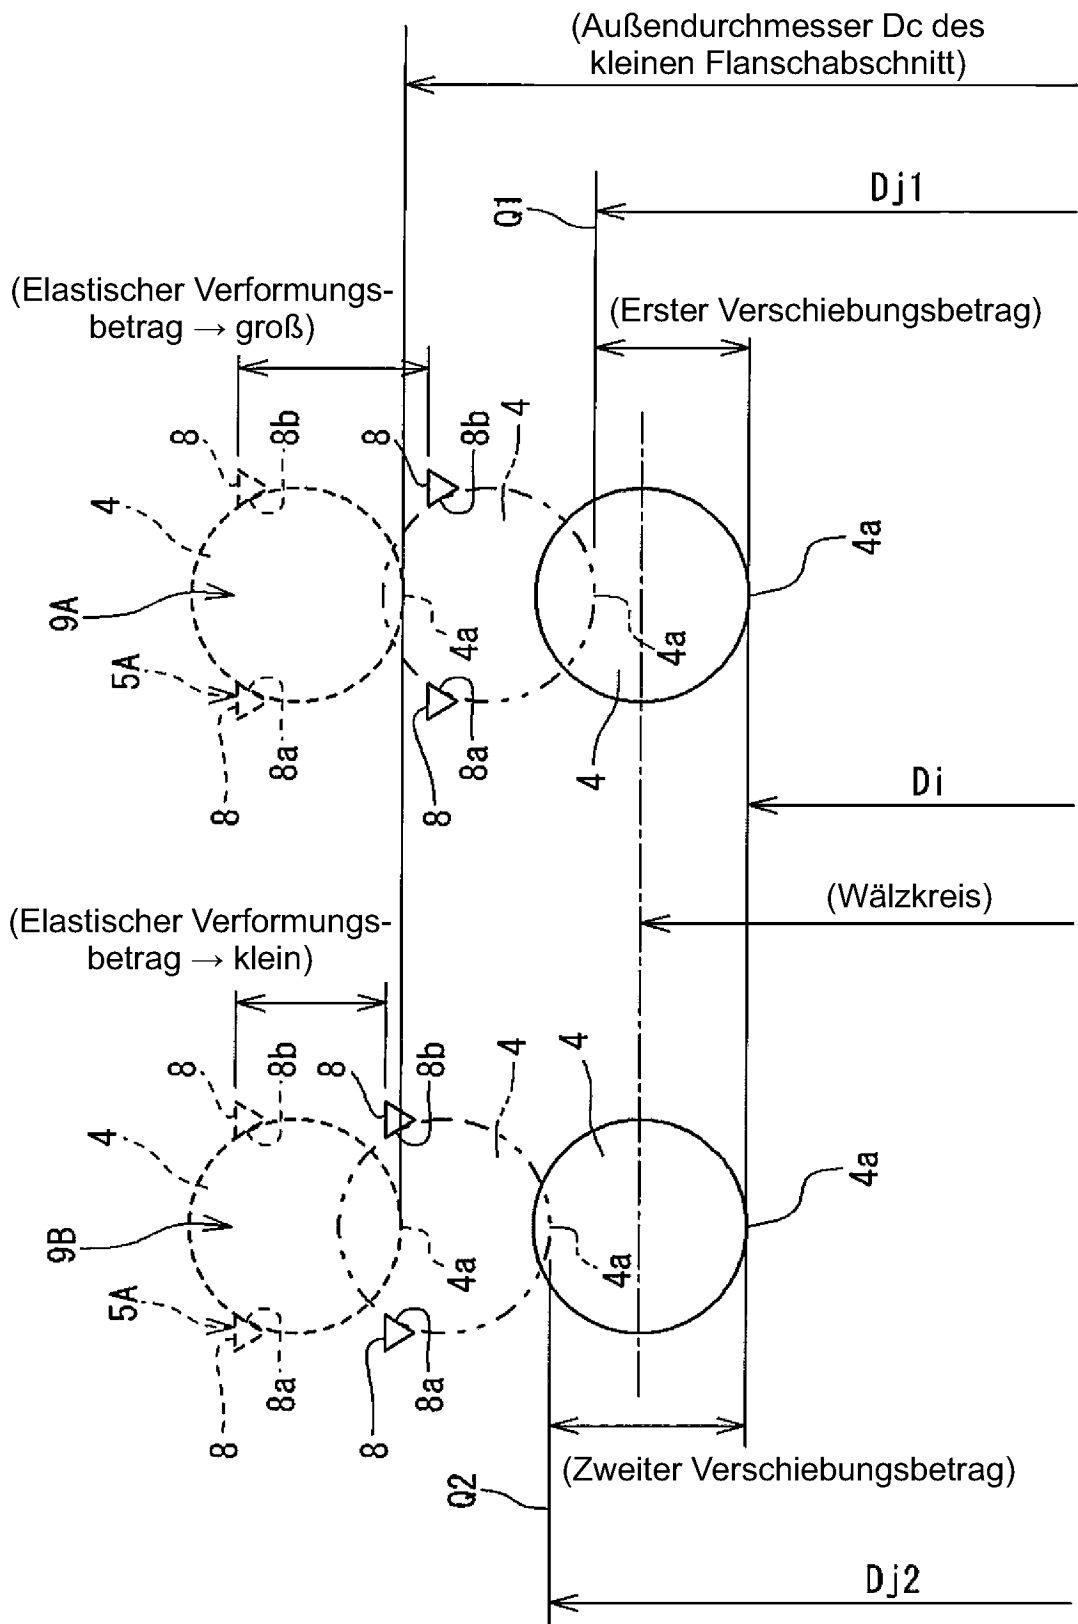 (Außendurchmesser Dc des
kleinen Flanschabschnitt)
Dj1
Q1
(Elastischer Verformungs-
betrag → groß)
(Erster Verschiebungsbetrag)
8
8b
8
8b
4
4
9A
4a
4a
4a
5A
8
8a
8a
8
4
Di
(Wälzkreis)
(Elastischer Verformungs-
betrag → klein)
8
8b
8
8b
4
4
4
9B
4a
4a
4a
5A
8
8a
8a
8
(Zweiter Verschiebungsbetrag)
Q2
Dj2